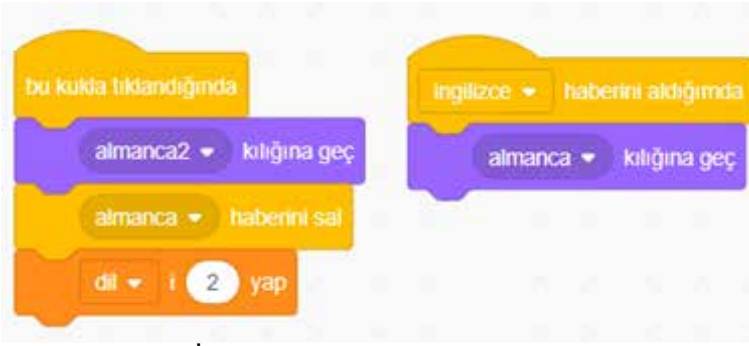 bu kukla tıklandığında
almanca2 kılığına geç
almanca haberini sal
dil i 2 yap
ingilizce haberini aldığımda
almanca kılığına geç